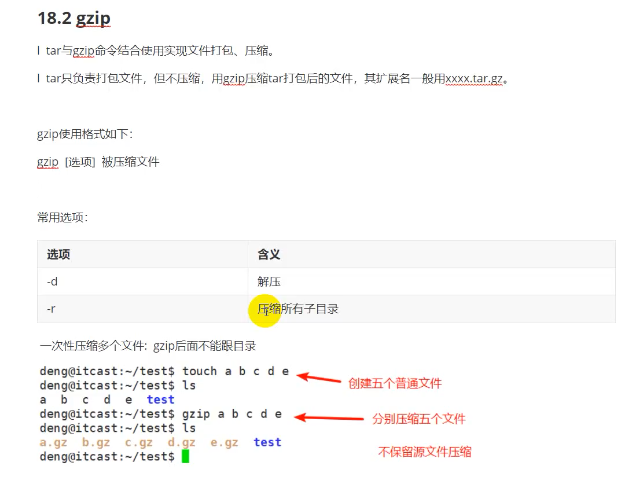 18.2 gzip
l tar与gzip命令结合使用实现文件打包、压缩。
l tar只负责打包文件，但不压缩，用gzip压缩tar打包后的文件，其扩展名一般用xxxx.tar.gz。
gzip使用格式如下：
gzip [选项] 被压缩文件
常用选项：
选项 含义
-d 解压
-r 压缩所有子目录
一次性压缩多个文件: gzip后面不能跟目录
deng@itcast:~/test$ touch a b c d e
创建五个普通文件
deng@itcast:~/test$ ls
a b c d e test
deng@itcast:~/test$ gzip a b c d e
分别压缩五个文件
deng@itcast:~/test$ ls
a.gz b.gz c.gz d.gz e.gz test
不保留源文件压缩
deng@itcast:~/test$